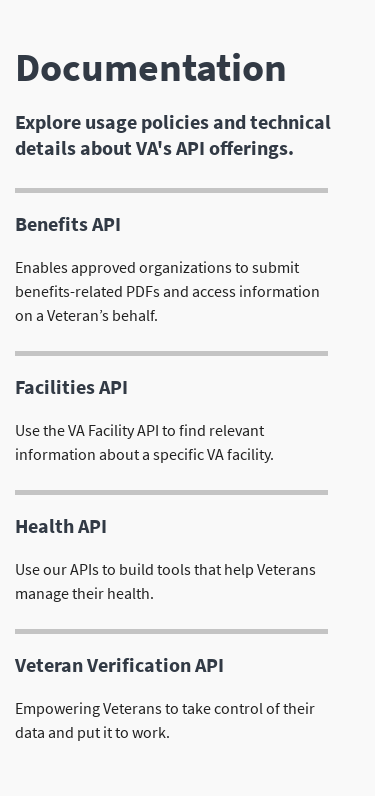 Documentation
Explore usage policies and technical
details about VA's API offerings.
Benefits API
Enables approved organizations to submit
benefits-related PDFs and access information
on a Veteran’s behalf.
Facilities API
Use the VA Facility API to find relevant
information about a specific VA facility.
Health API
Use our APIs to build tools that help Veterans
manage their health.
Veteran Verification API
Empowering Veterans to take control of their
data and put it to work.